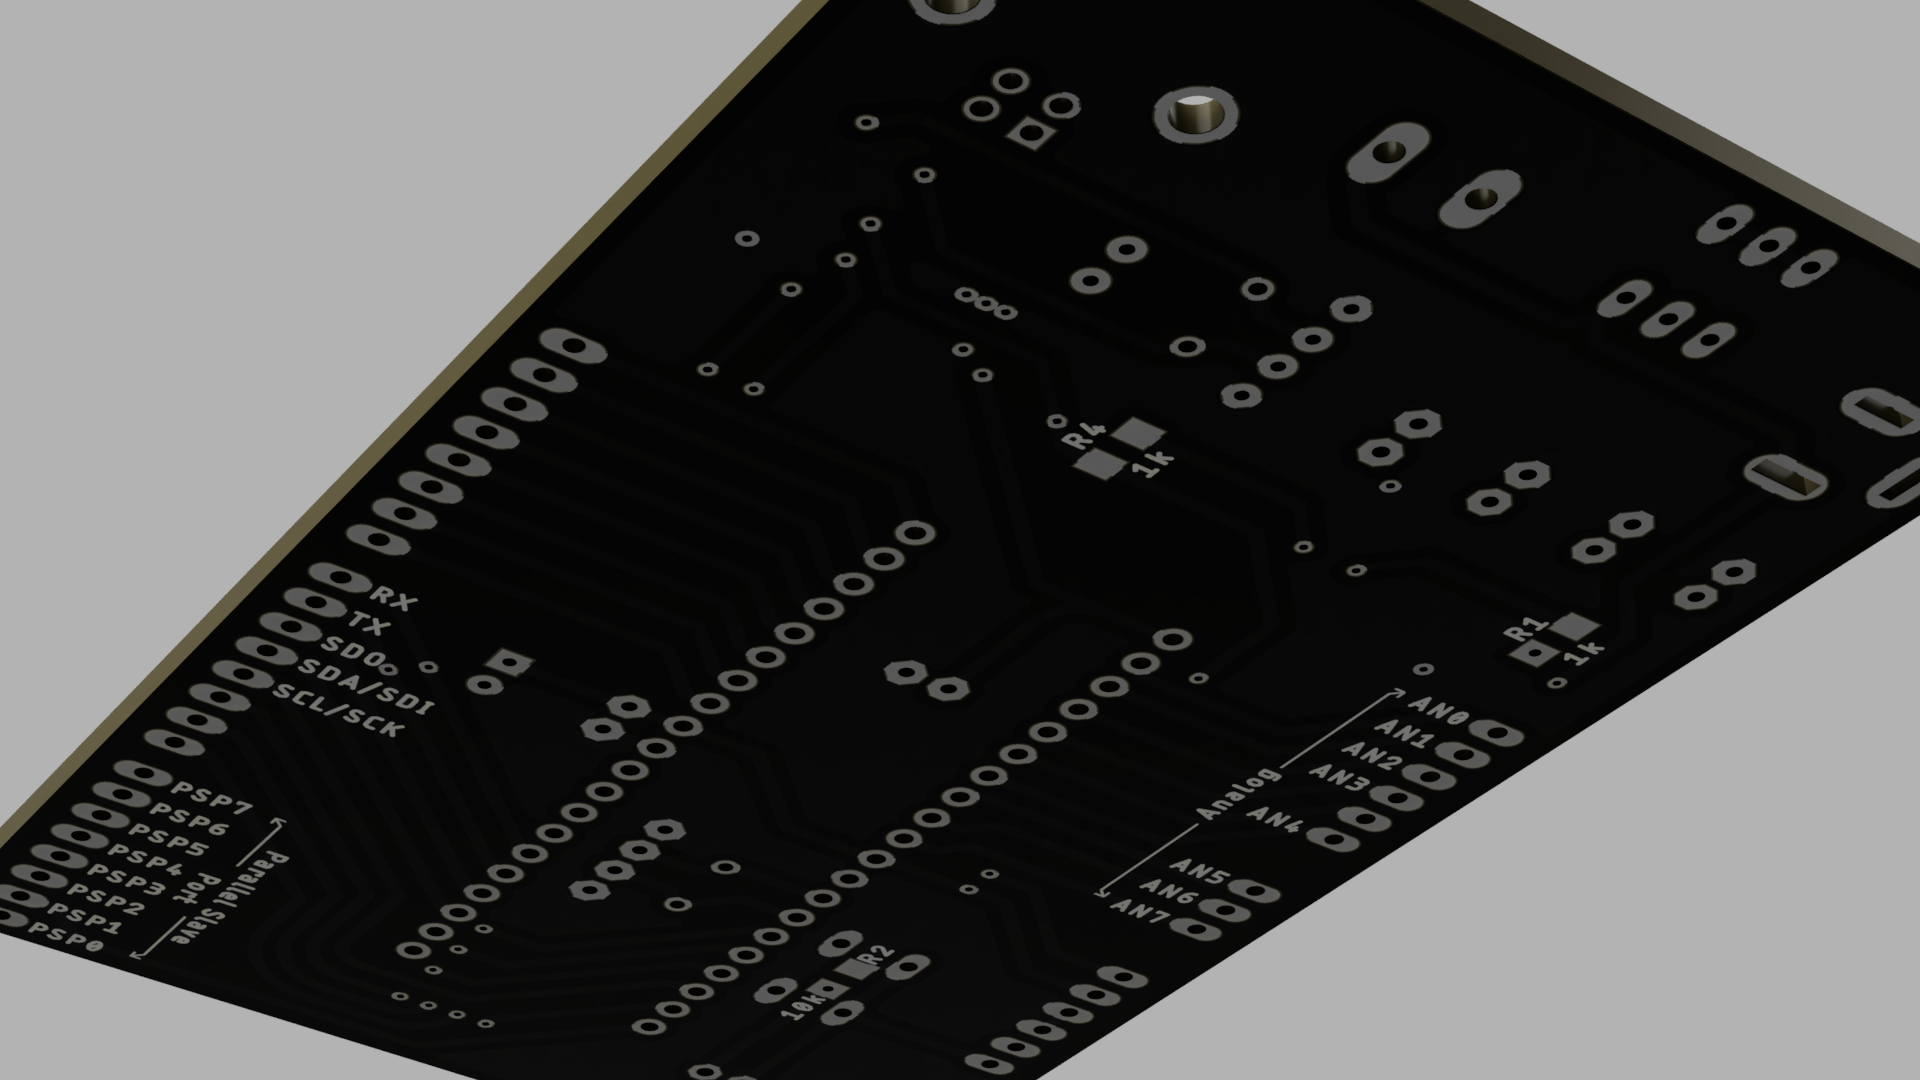 R4
1k
RX
TX
SDO
SDA/SDI
SCL/SCK
R1
1k
AN0
AN1
AN2
AN3
AN4
AN5
AN6
AN7
Analog
PSP7
PSP6
PSP5
PSP4
PSP3
PSP2
PSP1
PSP0
Parallel Slave
Port
R2
10k